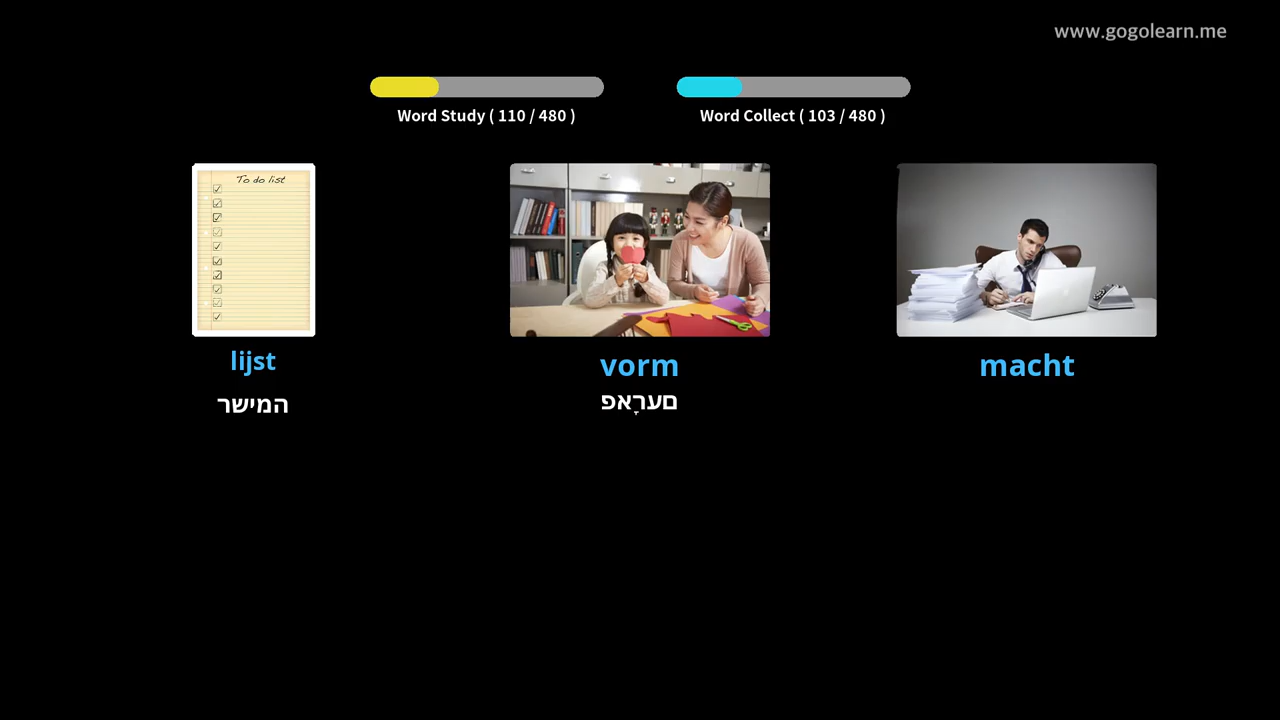 www.gogolearn.me
Word Study ( 110 / 480 )
Word Collect ( 103 / 480 )
To do list
lijst
vorm
macht
המישר
םערָאפ